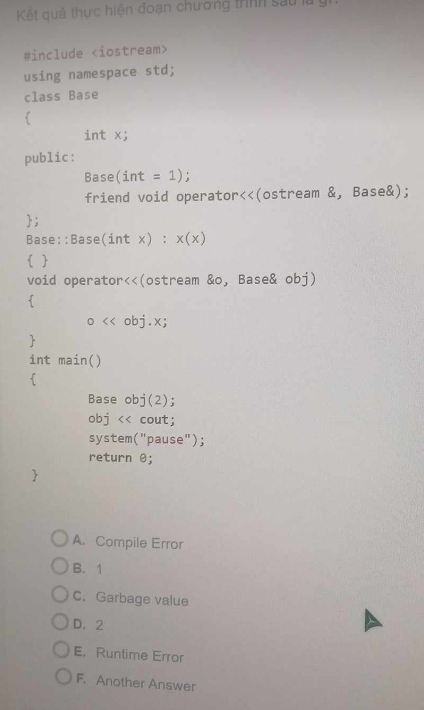 Kết quả thực hiện đoạn chương trình sau là gì?
#include <iostream>
using namespace std;
class Base
{
int x;
public:
Base(int = 1);
friend void operator<<(ostream &, Base&);
};
Base::Base(int x) : x(x)
{ }
void operator<<(ostream &o, Base& obj)
{
o << obj.x;
}
int main()
{
Base obj(2);
obj << cout;
system("pause");
return 0;
}
A. Compile Error
B. 1
C. Garbage value
D. 2
E. Runtime Error
F. Another Answer